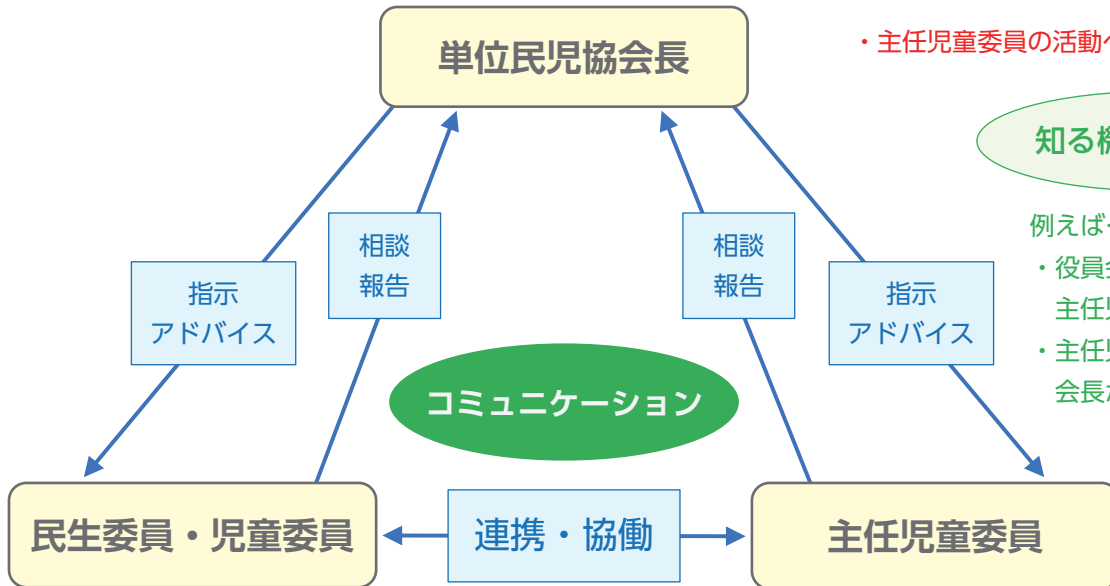 単位民児協会長
・主任児童委員の活動
知る
相談
報告
相談
報告
指示
アドバイス
指示
アドバイス
例えば
・役員
主任
・主任
会長
コミュニケーション
民生委員・児童委員
連携・協働
主任児童委員